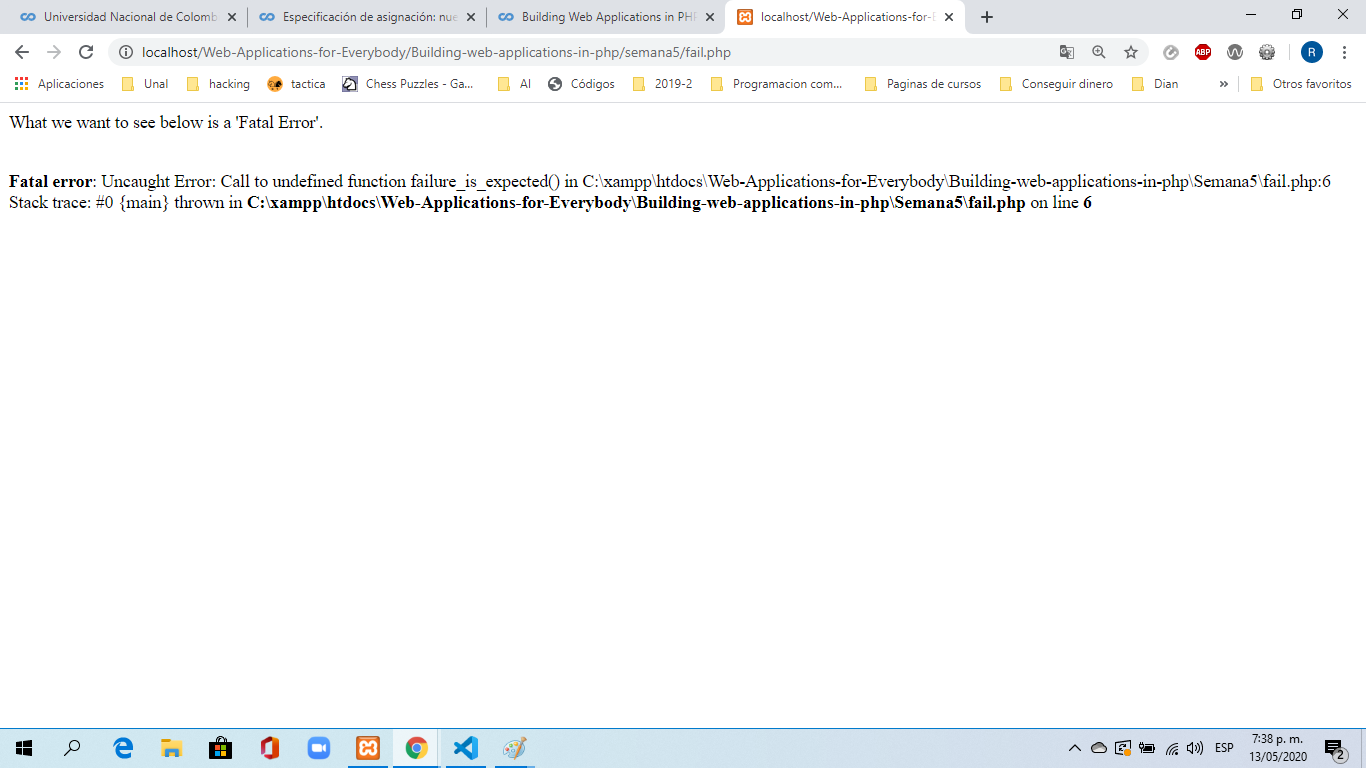 Universidad Nacional de Colomb
Especificación de asignación: nue
Building Web Applications in PHP
localhost/Web-Applications-for-E
localhost/Web-Applications-for-Everybody/Building-web-applications-in-php/semana5/fail.php
ABP
R
Aplicaciones
Unal
hacking
tactica
Chess Puzzles - Ga...
AI
Códigos
2019-2
Programacion com...
Paginas de cursos
Conseguir dinero
Dian
»
Otros favoritos
What we want to see below is a 'Fatal Error'.
Fatal error: Uncaught Error: Call to undefined function failure_is_expected() in C:\xampp\htdocs\Web-Applications-for-Everybody\Building-web-applications-in-php\Semana5\fail.php:6
Stack trace: #0 {main} thrown in C:\xampp\htdocs\Web-Applications-for-Everybody\Building-web-applications-in-php\Semana5\fail.php on line 6
ESP
7:38 p. m.
13/05/2020
2